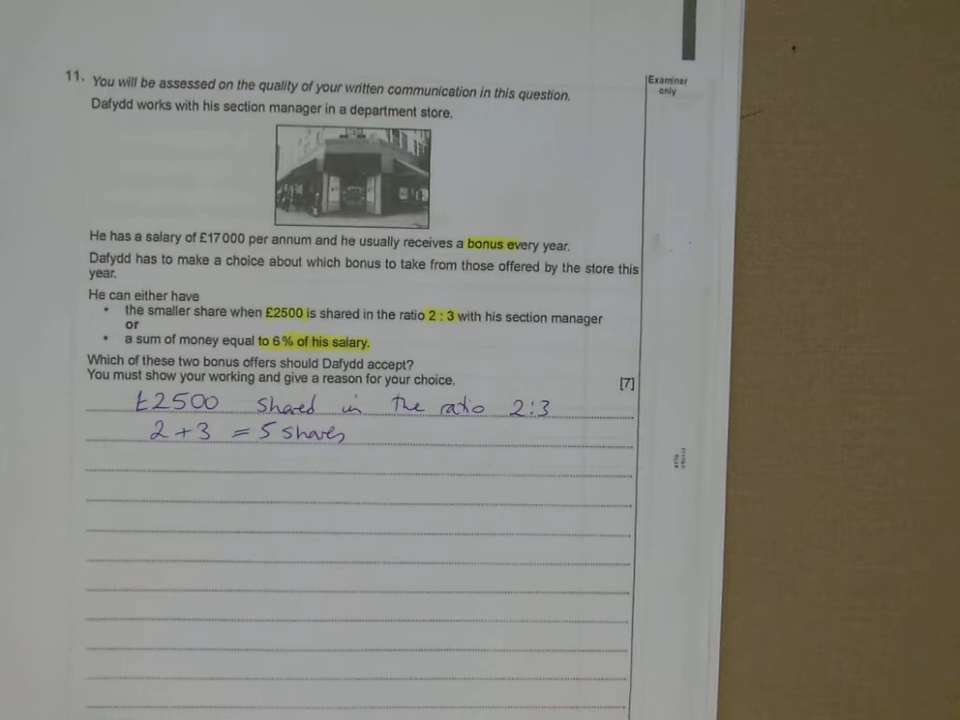 11. You will be assessed on the quality of your written communication in this question.
Examiner
only
Dafydd works with his section manager in a department store.
He has a salary of £17000 per annum and he usually receives a bonus every year.
Dafydd has to make a choice about which bonus to take from those offered by the store this
year.
He can either have
• the smaller share when £2500 is shared in the ratio 2 : 3 with his section manager
or
• a sum of money equal to 6% of his salary.
Which of these two bonus offers should Dafydd accept?
You must show your working and give a reason for your choice.
[7]
£2500 shared in the ratio 2:3
2 + 3 = 5 shares